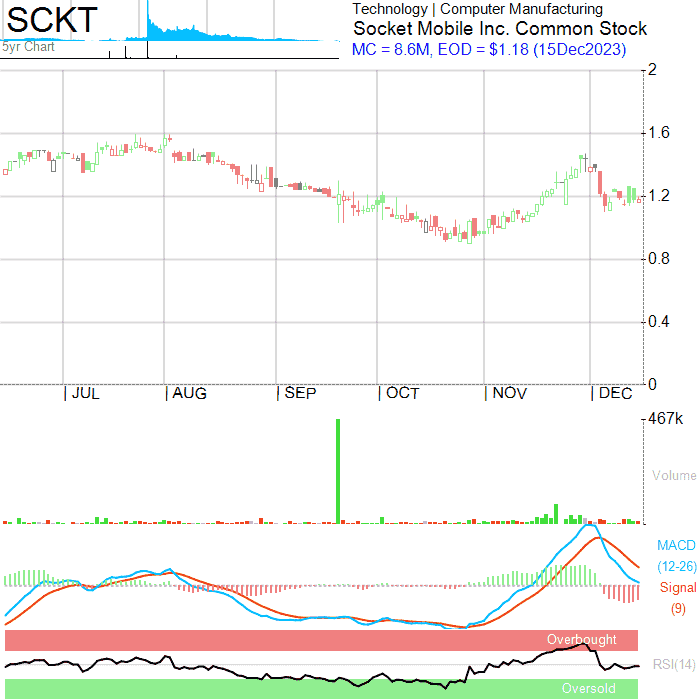 SCKT
5yr Chart
Technology | Computer Manufacturing
Socket Mobile Inc. Common Stock
MC = 8.6M, EOD = $1.18 (15Dec2023)
2
1.6
1.2
0.8
0.4
0
| JUL | AUG | SEP | OCT | NOV | DEC
467k
Volume
MACD
(12-26)
Signal
(9)
Overbought
RSI(14)
Oversold